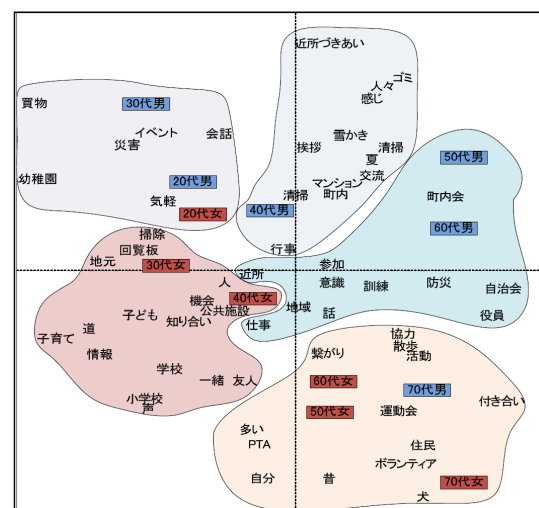 近所づきあい
ゴミ
人々
感じ
買物
30代男
イベント
会話
災害
雪かき
挨拶
清掃
夏
交流
50代男
幼稚園
20代男
マンション
町内
清掃
町内会
気軽
20代女
40代男
60代男
掃除
回覧板
行事
地元
30代女
参加
近所
人
意識
訓練
防災
自治会
機会
40代女
公共施設
地域
話
役員
子ども
知り合い
仕事
道
子育て
情報
協力
散歩
活動
繋がり
学校
一緒
友人
60代女
70代男
小学校
声
50代女
運動会
付き合い
多い
PTA
住民
ボランティア
自分
昔
70代女
犬